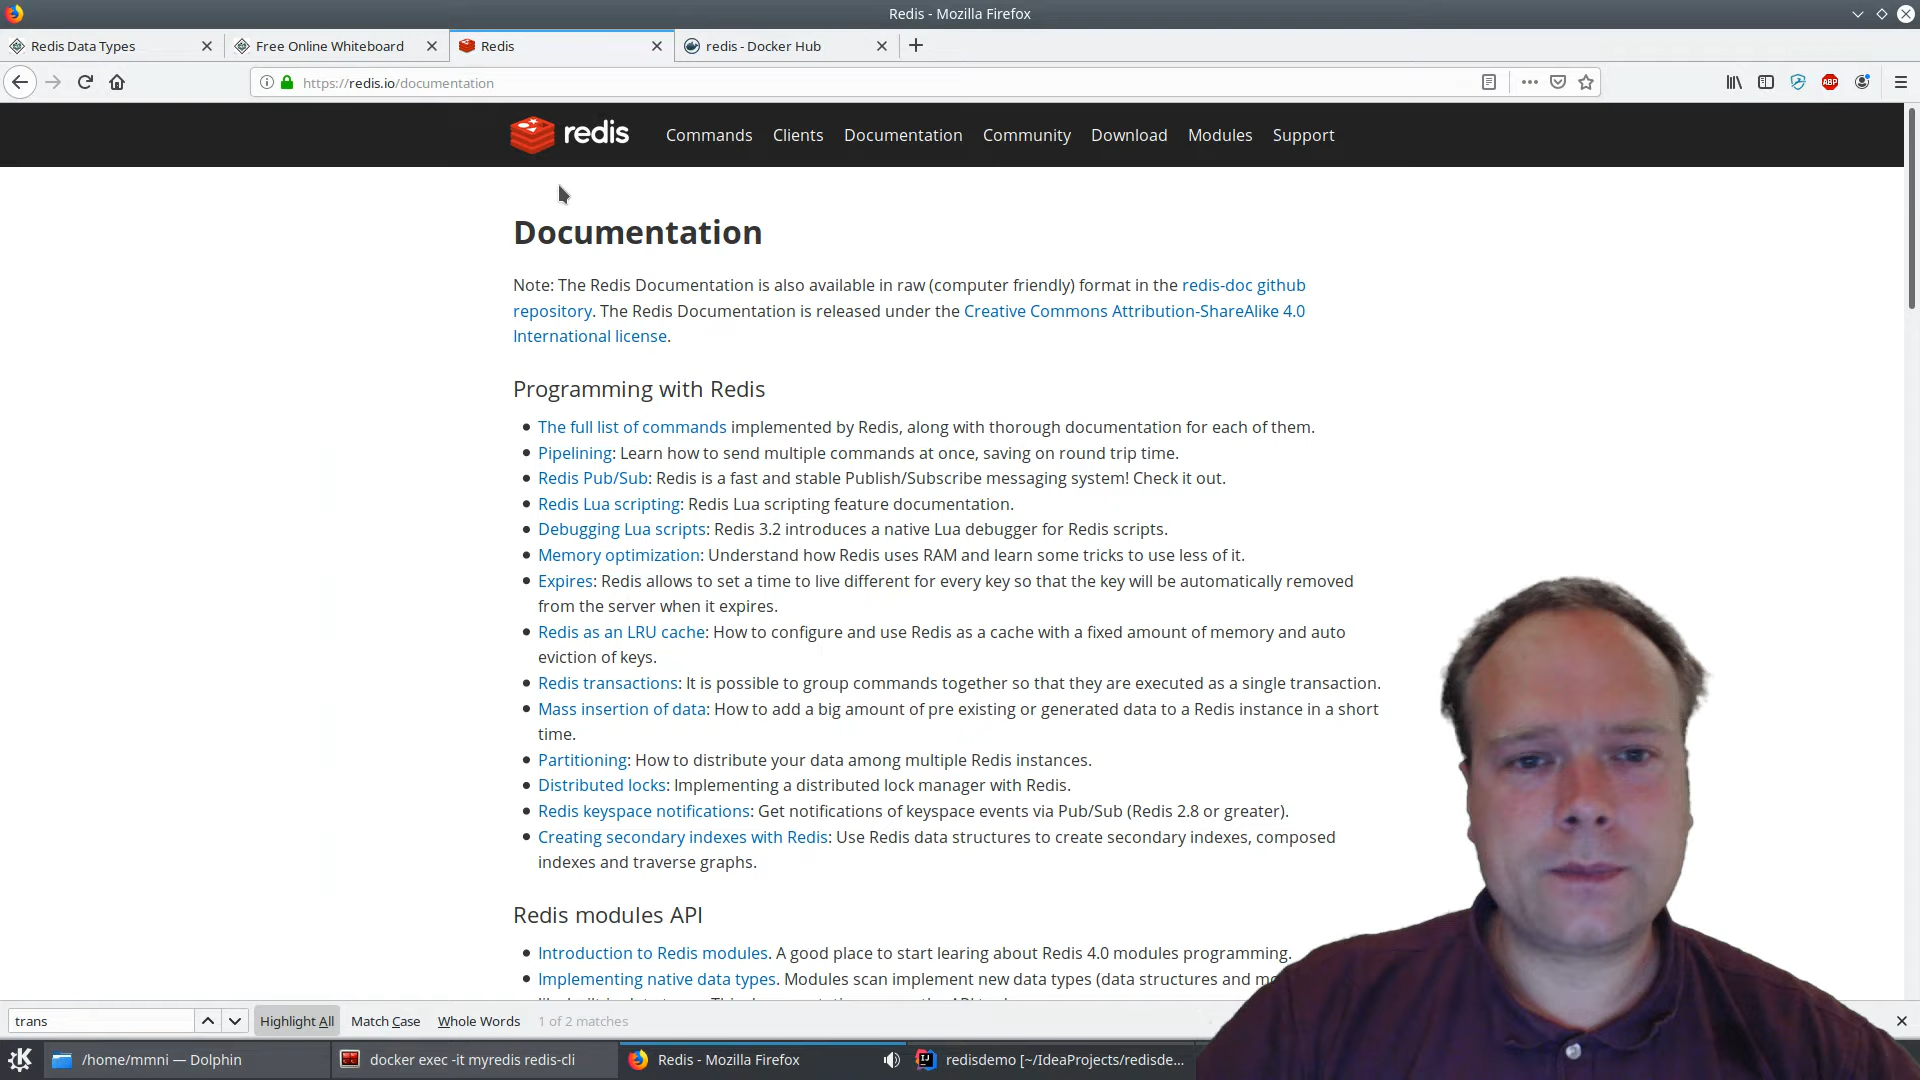 Redis - Mozilla Firefox
Redis Data Types
Free Online Whiteboard
Redis
redis - Docker Hub
https://redis.io/documentation
ABP
redis
Commands
Clients
Documentation
Community
Download
Modules
Support
Documentation
Note: The Redis Documentation is also available in raw (computer friendly) format in the redis-doc github
repository. The Redis Documentation is released under the Creative Commons Attribution-ShareAlike 4.0
International license.
Programming with Redis
The full list of commands implemented by Redis, along with thorough documentation for each of them.
Pipelining: Learn how to send multiple commands at once, saving on round trip time.
Redis Pub/Sub: Redis is a fast and stable Publish/Subscribe messaging system! Check it out.
Redis Lua scripting: Redis Lua scripting feature documentation.
Debugging Lua scripts: Redis 3.2 introduces a native Lua debugger for Redis scripts.
Memory optimization: Understand how Redis uses RAM and learn some tricks to use less of it.
Expires: Redis allows to set a time to live different for every key so that the key will be automatically removed
from the server when it expires.
Redis as an LRU cache: How to configure and use Redis as a cache with a fixed amount of memory and auto
eviction of keys.
Redis transactions: It is possible to group commands together so that they are executed as a single transaction.
Mass insertion of data: How to add a big amount of pre existing or generated data to a Redis instance in a short
time.
Partitioning: How to distribute your data among multiple Redis instances.
Distributed locks: Implementing a distributed lock manager with Redis.
Redis keyspace notifications: Get notifications of keyspace events via Pub/Sub (Redis 2.8 or greater).
Creating secondary indexes with Redis: Use Redis data structures to create secondary indexes, composed
indexes and traverse graphs.
Redis modules API
Introduction to Redis modules. A good place to start learing about Redis 4.0 modules programming.
Implementing native data types. Modules scan implement new data types (data structures and
trans
Highlight All
Match Case
Whole Words
1 of 2 matches
/home/mmni — Dolphin
docker exec -it myredis redis-cli
Redis - Mozilla Firefox
IJ
redisdemo [~/IdeaProjects/redisde...